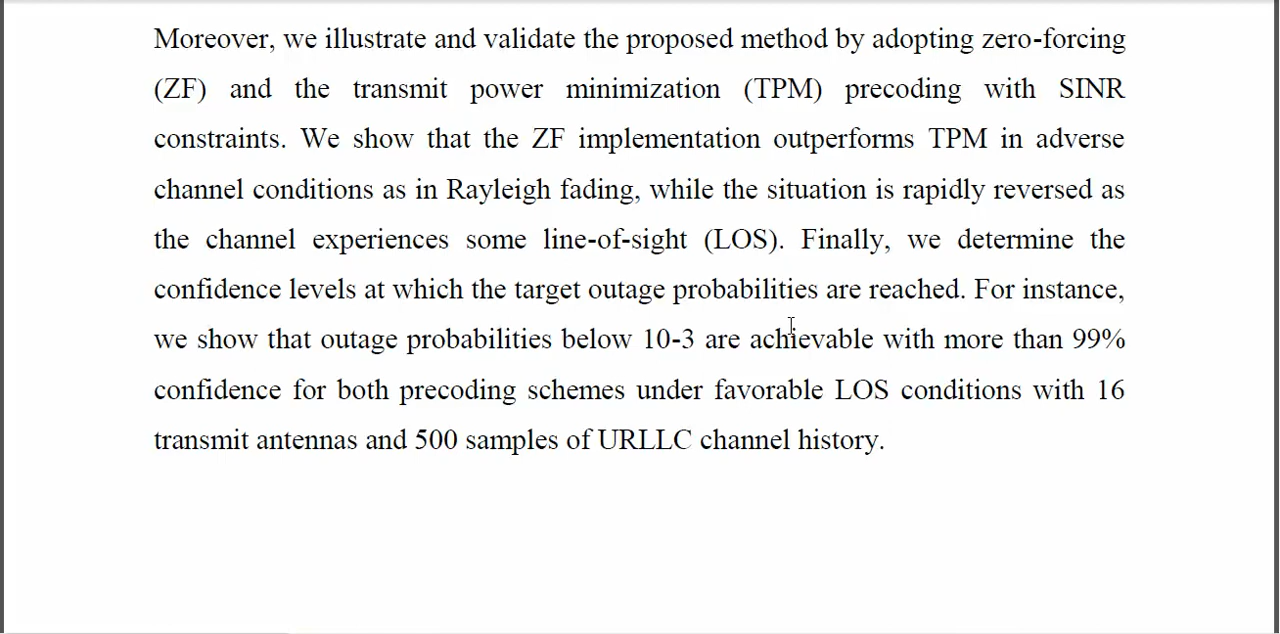 Moreover, we illustrate and validate the proposed method by adopting zero-forcing
(ZF) and the transmit power minimization (TPM) precoding with SINR
constraints. We show that the ZF implementation outperforms TPM in adverse
channel conditions as in Rayleigh fading, while the situation is rapidly reversed as
the channel experiences some line-of-sight (LOS). Finally, we determine the
confidence levels at which the target outage probabilities are reached. For instance,
we show that outage probabilities below 10-3 are achievable with more than 99%
confidence for both precoding schemes under favorable LOS conditions with 16
transmit antennas and 500 samples of URLLC channel history.